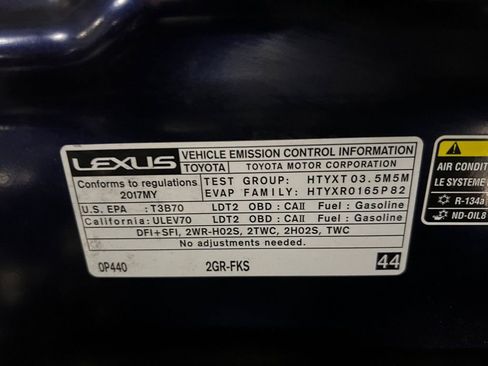 LEXUS VEHICLE EMISSION CONTROL INFORMATION
TOYOTA TOYOTA MOTOR CORPORATION
Conforms to regulations 2017MY
TEST GROUP: HTYXT03.5M5M
EVAP FAMILY: HTYXR0165P82
U.S. EPA :T3B70 LDT2 OBD:CAII Fuel:Gasoline
California:ULEV70 LDT2 OBD:CAII Fuel:Gasoline
DFI+SFI, 2WR-HO2S, 2TWC, 2HO2S, TWC
No adjustments needed.
0P440 2GR-FKS 44
AIR CONDIT
LE SYSTEME
R-134a
ND-OIL8